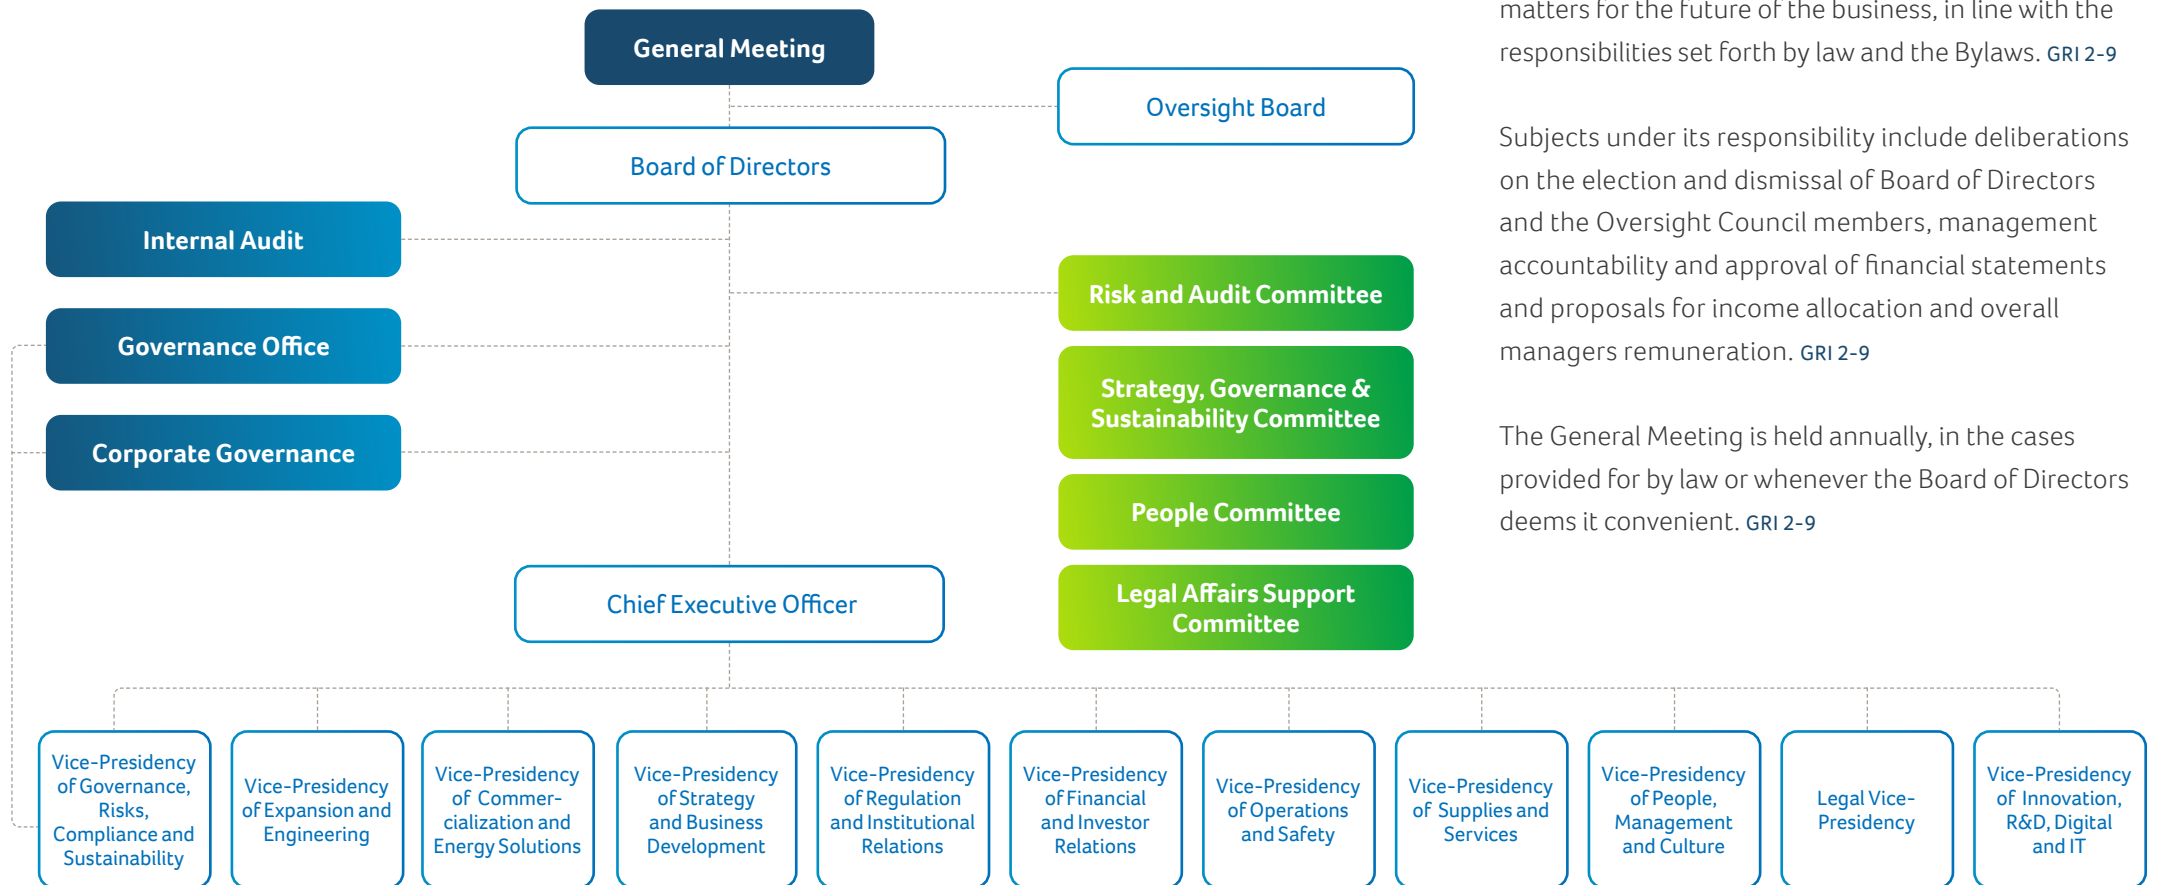 General Meeting
Oversight Board
Board of Directors
Internal Audit
Governance Office
Corporate Governance
Risk and Audit Committee
Strategy, Governance &
Sustainability Committee
People Committee
Legal Affairs Support
Committee
Chief Executive Officer
Vice-Presidency
of Governance,
Risks,
Compliance and
Sustainability
Vice-Presidency
of Expansion and
Engineering
Vice-Presidency
of Commer-
cialization and
Energy Solutions
Vice-Presidency
of Strategy
and Business
Development
Vice-Presidency
of Regulation
and Institutional
Relations
Vice-Presidency
of Financial
and Investor
Relations
Vice-Presidency
of Operations
and Safety
Vice-Presidency
of Supplies and
Services
Vice-Presidency
of People,
Management
and Culture
Legal Vice-
Presidency
Vice-Presidency
of Innovation,
R&D, Digital
and IT
matters for the future of the business, in line with the
responsibilities set forth by law and the Bylaws. GRI 2-9
Subjects under its responsibility include deliberations
on the election and dismissal of Board of Directors
and the Oversight Council members, management
accountability and approval of financial statements
and proposals for income allocation and overall
managers remuneration. GRI 2-9
The General Meeting is held annually, in the cases
provided for by law or whenever the Board of Directors
deems it convenient. GRI 2-9